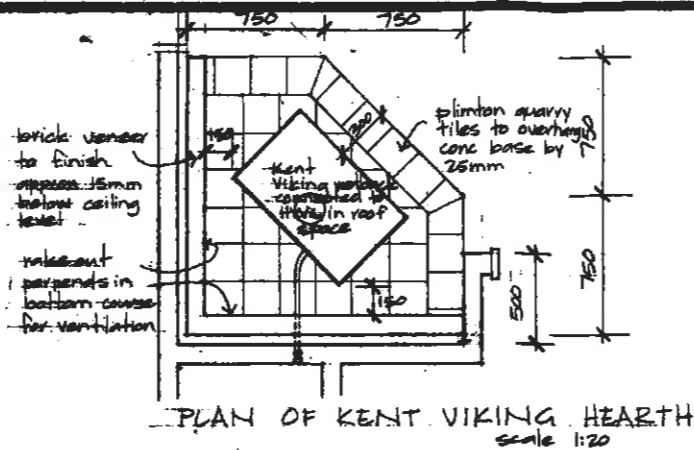 750
750
brick veneer
to finish
approx 15mm
below ceiling
level
150
300
plimton quarry
tiles to overhang
conc base by
25mm
750
Kent
Viking
connected to
in roof
space
rake out
perpends in
bottom course
for ventilation
150
500
750
PLAN OF KENT VIKING HEARTH
scale 1:20